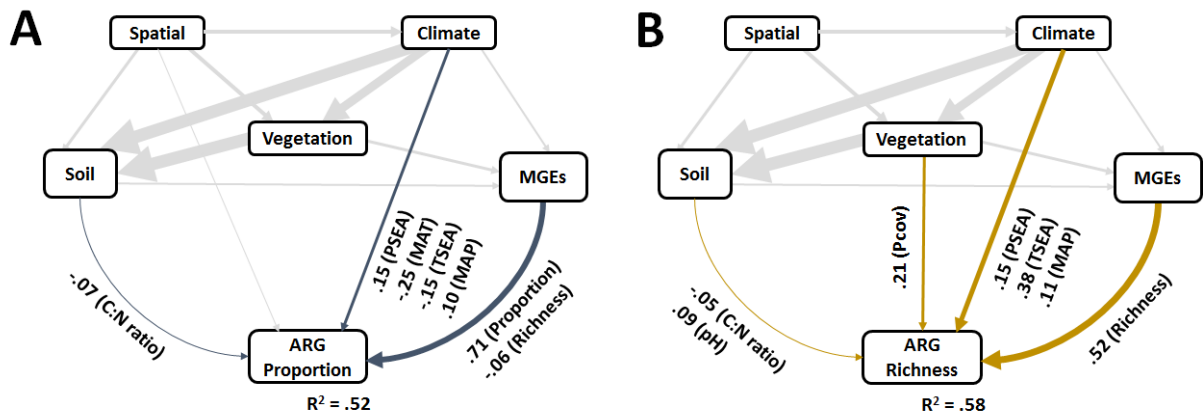 A
Spatial
Climate
Vegetation
Soil
MGEs
.15 (PSEA)
-.25 (MAT)
-.15 (TSEA)
.10 (MAP)
-.07 (C:N ratio)
.71 (Proportion)
-.06 (Richness)
ARG
Proportion
R² = .52
B
Spatial
Climate
Vegetation
Soil
MGEs
.21 (Pcov)
.15 (PSEA)
.38 (TSEA)
.11 (MAP)
-.05 (C:N ratio)
.09 (pH)
.52 (Richness)
ARG
Richness
R² = .58